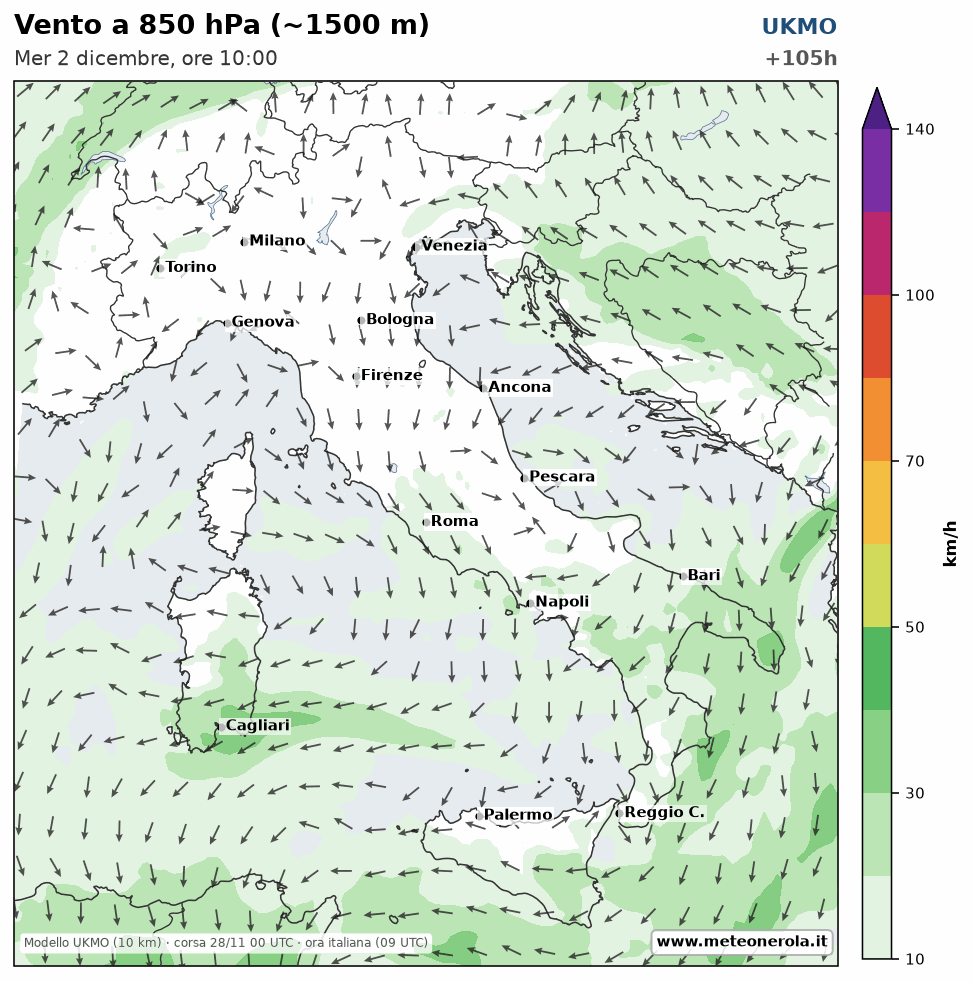 Vento a 850 hPa (~1500 m)
UKMO
Mer 2 dicembre, ore 10:00
+105h
Milano
Venezia
Torino
Genova
Bologna
Firenze
Ancona
Pescara
Roma
Bari
Napoli
Cagliari
Palermo
Reggio C.
140
100
70
50
30
10
km/h
Modello UKMO (10 km) · corsa 28/11 00 UTC · ora italiana (09 UTC)
www.meteonerola.it